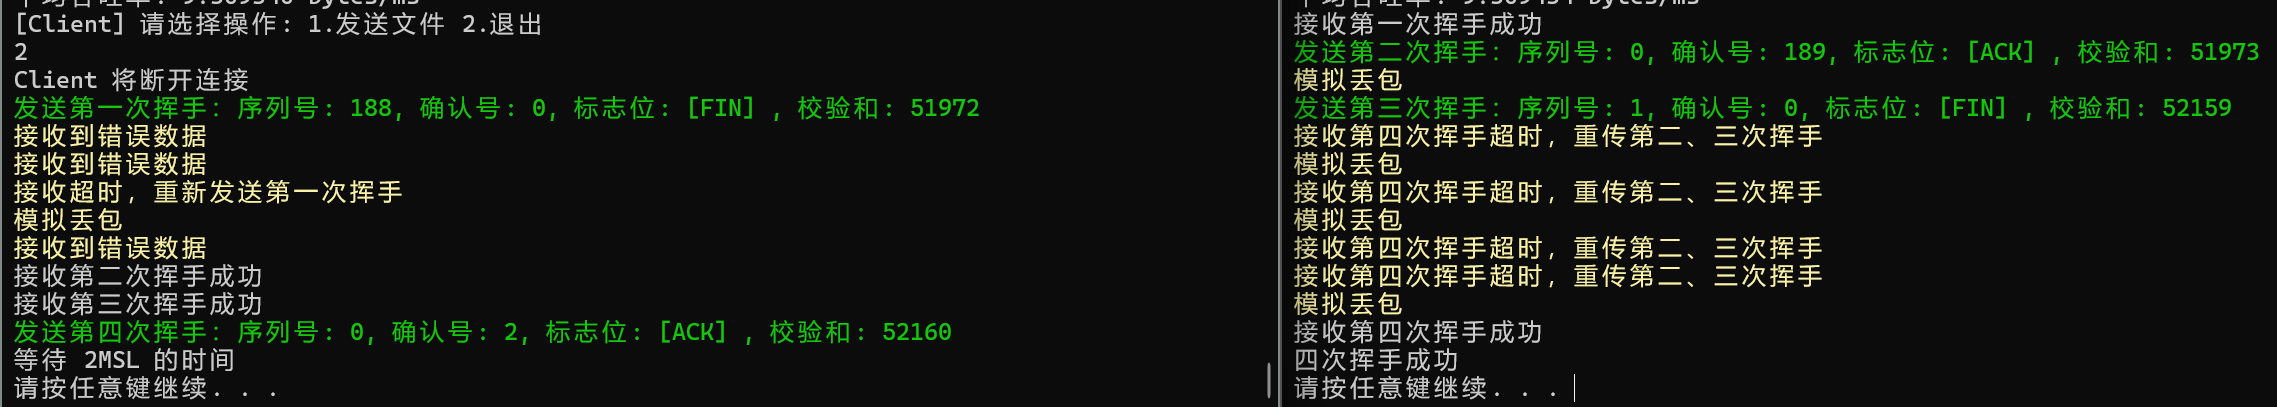 [Client] 请选择操作: 1.发送文件 2.退出
2
Client 将断开连接
发送第一次挥手: 序列号: 188, 确认号: 0, 标志位: [FIN] , 校验和: 51972
接收到错误数据
接收到错误数据
接收超时, 重新发送第一次挥手
模拟丢包
接收到错误数据
接收第二次挥手成功
接收第三次挥手成功
发送第四次挥手: 序列号: 0, 确认号: 2, 标志位: [ACK] , 校验和: 52160
等待 2MSL 的时间
请按任意键继续. . .
接收第一次挥手成功
发送第二次挥手: 序列号: 0, 确认号: 189, 标志位: [ACK] , 校验和: 51973
模拟丢包
发送第三次挥手: 序列号: 1, 确认号: 0, 标志位: [FIN] , 校验和: 52159
接收第四次挥手超时, 重传第二、三次挥手
模拟丢包
接收第四次挥手超时, 重传第二、三次挥手
模拟丢包
接收第四次挥手超时, 重传第二、三次挥手
接收第四次挥手超时, 重传第二、三次挥手
模拟丢包
接收第四次挥手成功
四次挥手成功
请按任意键继续. . .